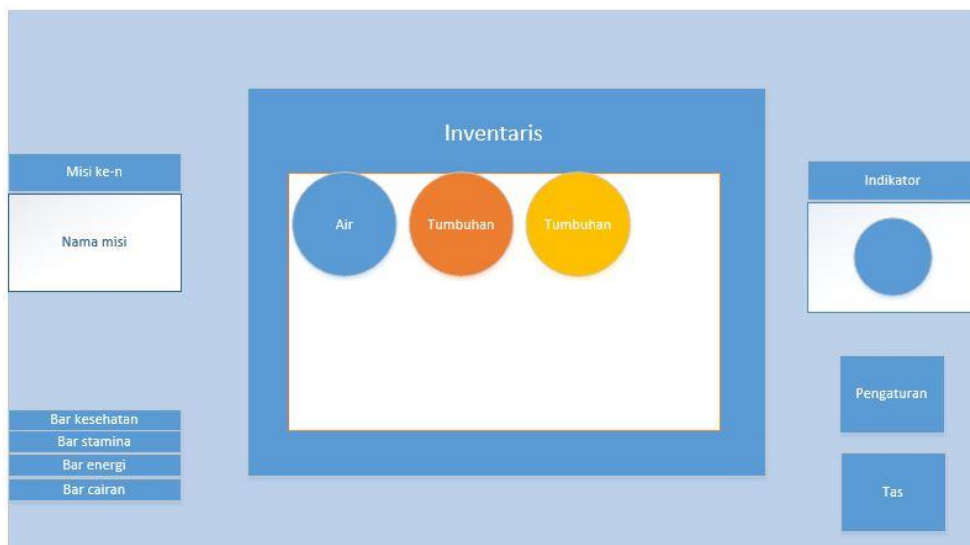 Inventaris
Misi ke-n
Nama misi
Air
Tumbuhan
Tumbuhan
Indikator
Bar kesehatan
Bar stamina
Bar energi
Bar cairan
Pengaturan
Tas